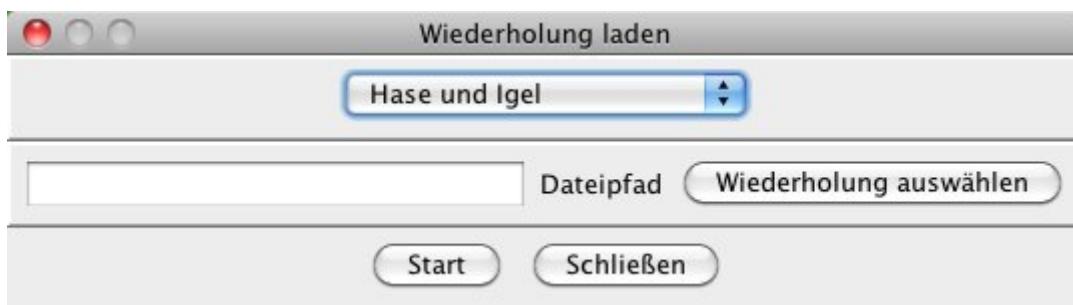 Wiederholung laden
Hase und Igel
Dateipfad Wiederholung auswählen
Start Schließen